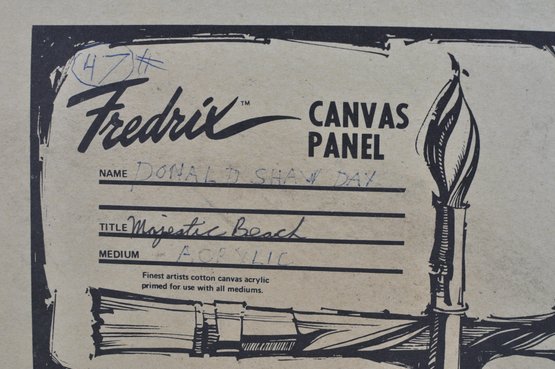 47#
Fredrix™ CANVAS PANEL
NAME DONALD SHAW DAY
TITLE Majestic Beach
MEDIUM ACRYLIC
Finest artists cotton canvas acrylic
primed for use with all mediums.